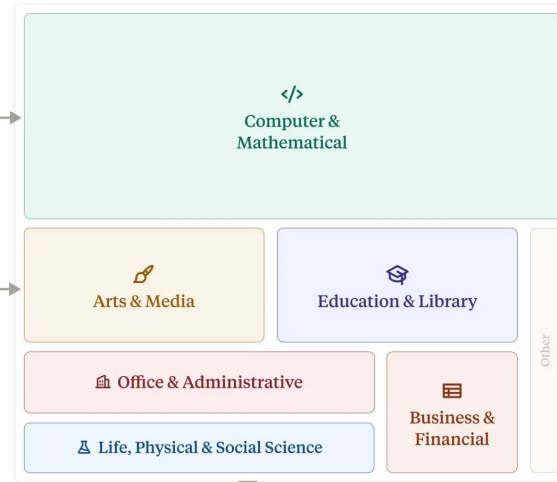 </>
Computer &
Mathematical
Arts & Media
Education & Library
Other
Office & Administrative
Business &
Financial
Life, Physical & Social Science